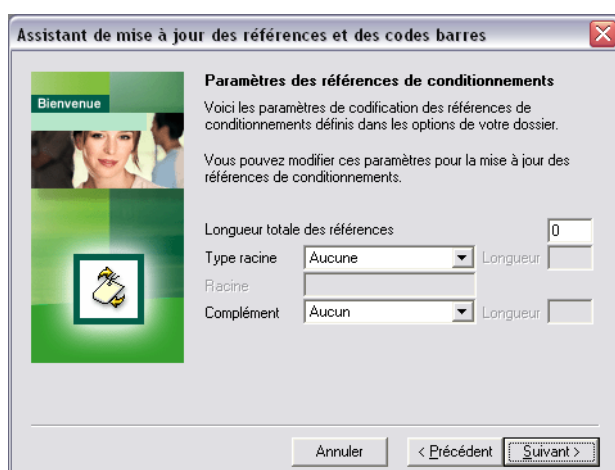 Assistant de mise à jour des références et des codes barres
Bienvenue
Paramètres des références de conditionnements
Voici les paramètres de codification des références de
conditionnements définis dans les options de votre dossier.
Vous pouvez modifier ces paramètres pour la mise à jour des
références de conditionnements.
Longueur totale des références 0
Type racine Aucune Longueur
Racine
Complément Aucun Longueur
Annuler < Précédent Suivant >